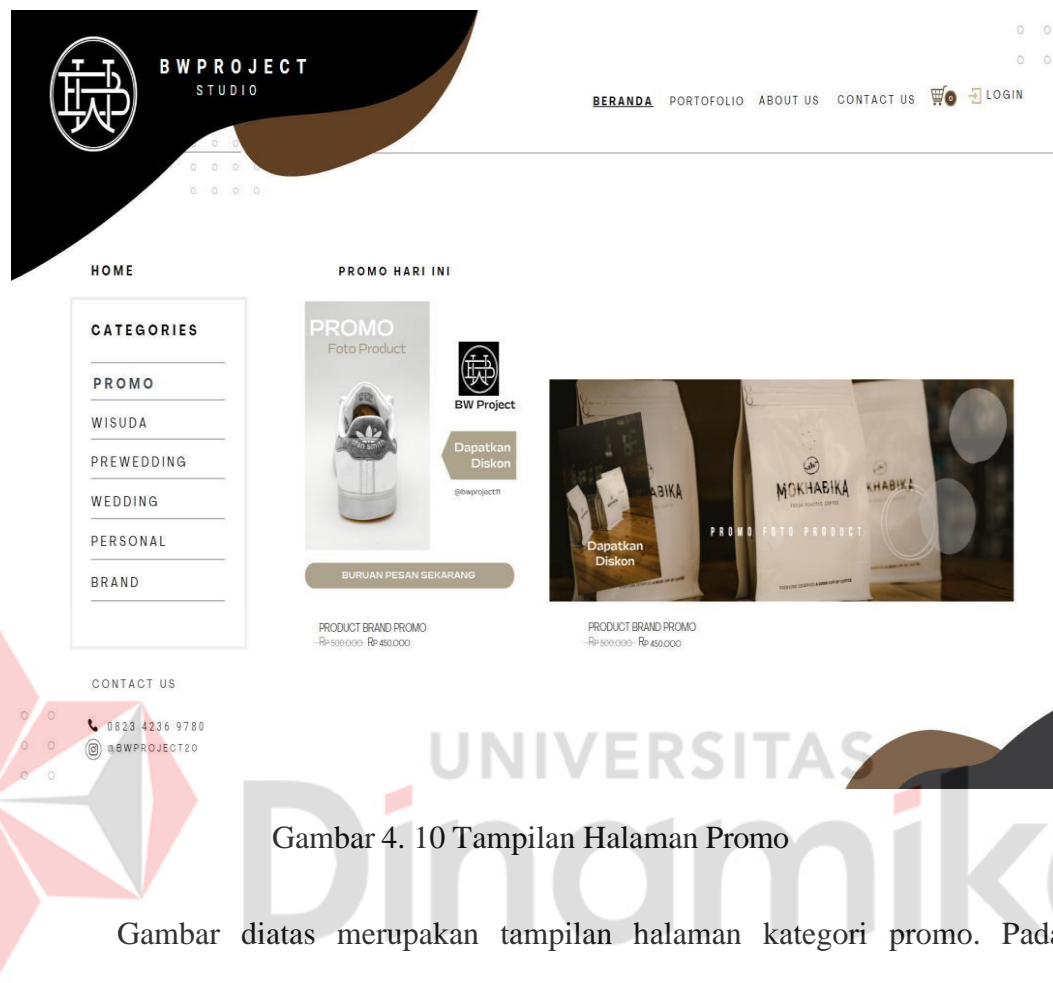 BWPROJECT
STUDIO
BERANDA PORTOFOLIO ABOUT US CONTACT US 0 LOGIN
HOME
PROMO HARI INI
CATEGORIES
PROMO
WISUDA
PREWEDDING
WEDDING
PERSONAL
BRAND
PROMO
Foto Product
BW Project
Dapatkan
Diskon
@bwproject11
BURUAN PESAN SEKARANG
PRODUCT BRAND PROMO
Rp 500.000 Rp 450.000
MOKHABIKA
KHABIKA
ABIKA
PROMO FOTO PRODUCT
Dapatkan
Diskon
PRODUCT BRAND PROMO
Rp 500.000 Rp 450.000
CONTACT US
0823 4236 9780
@BWPROJECT20
UNIVERSITAS
Dinamika
Gambar 4. 10 Tampilan Halaman Promo
Gambar diatas merupakan tampilan halaman kategori promo. Pada